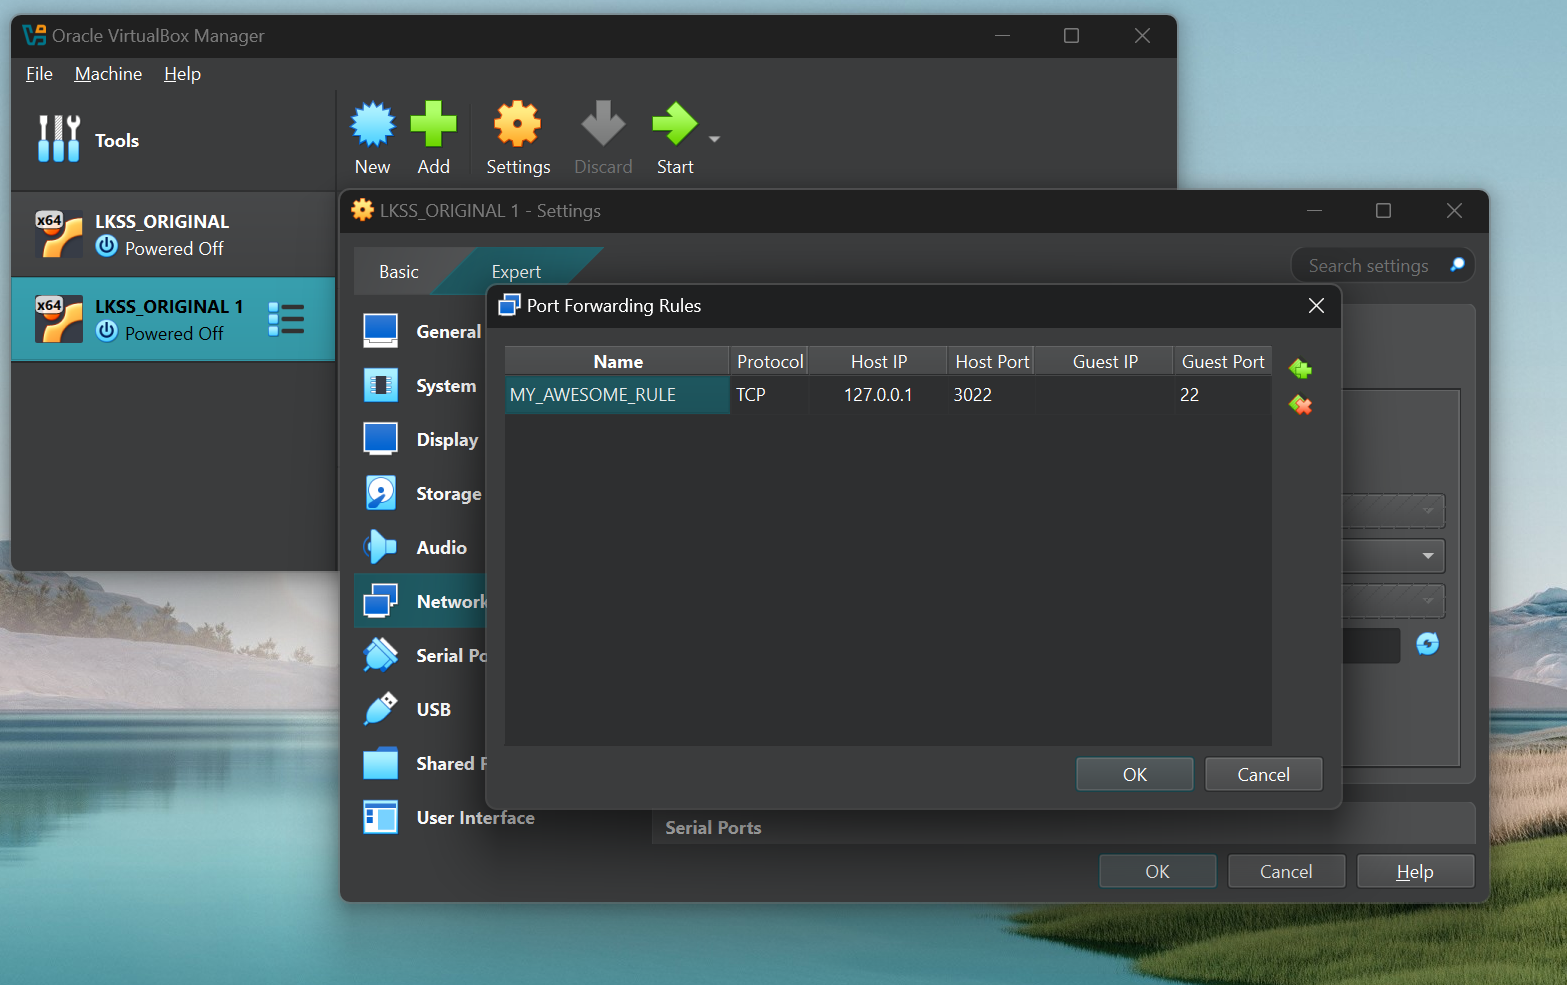 Oracle VirtualBox Manager
File Machine Help
Tools
New Add Settings Discard Start
x64 LKSS_ORIGINAL
Powered Off
x64 LKSS_ORIGINAL 1
Powered Off
LKSS_ORIGINAL 1 - Settings
Basic Expert
Search settings
General
System
Display
Storage
Audio
Network
Serial Po
USB
Shared F
User Interface
Port Forwarding Rules
Name Protocol Host IP Host Port Guest IP Guest Port
MY_AWESOME_RULE TCP 127.0.0.1 3022 22
OK Cancel
Serial Ports
OK Cancel Help